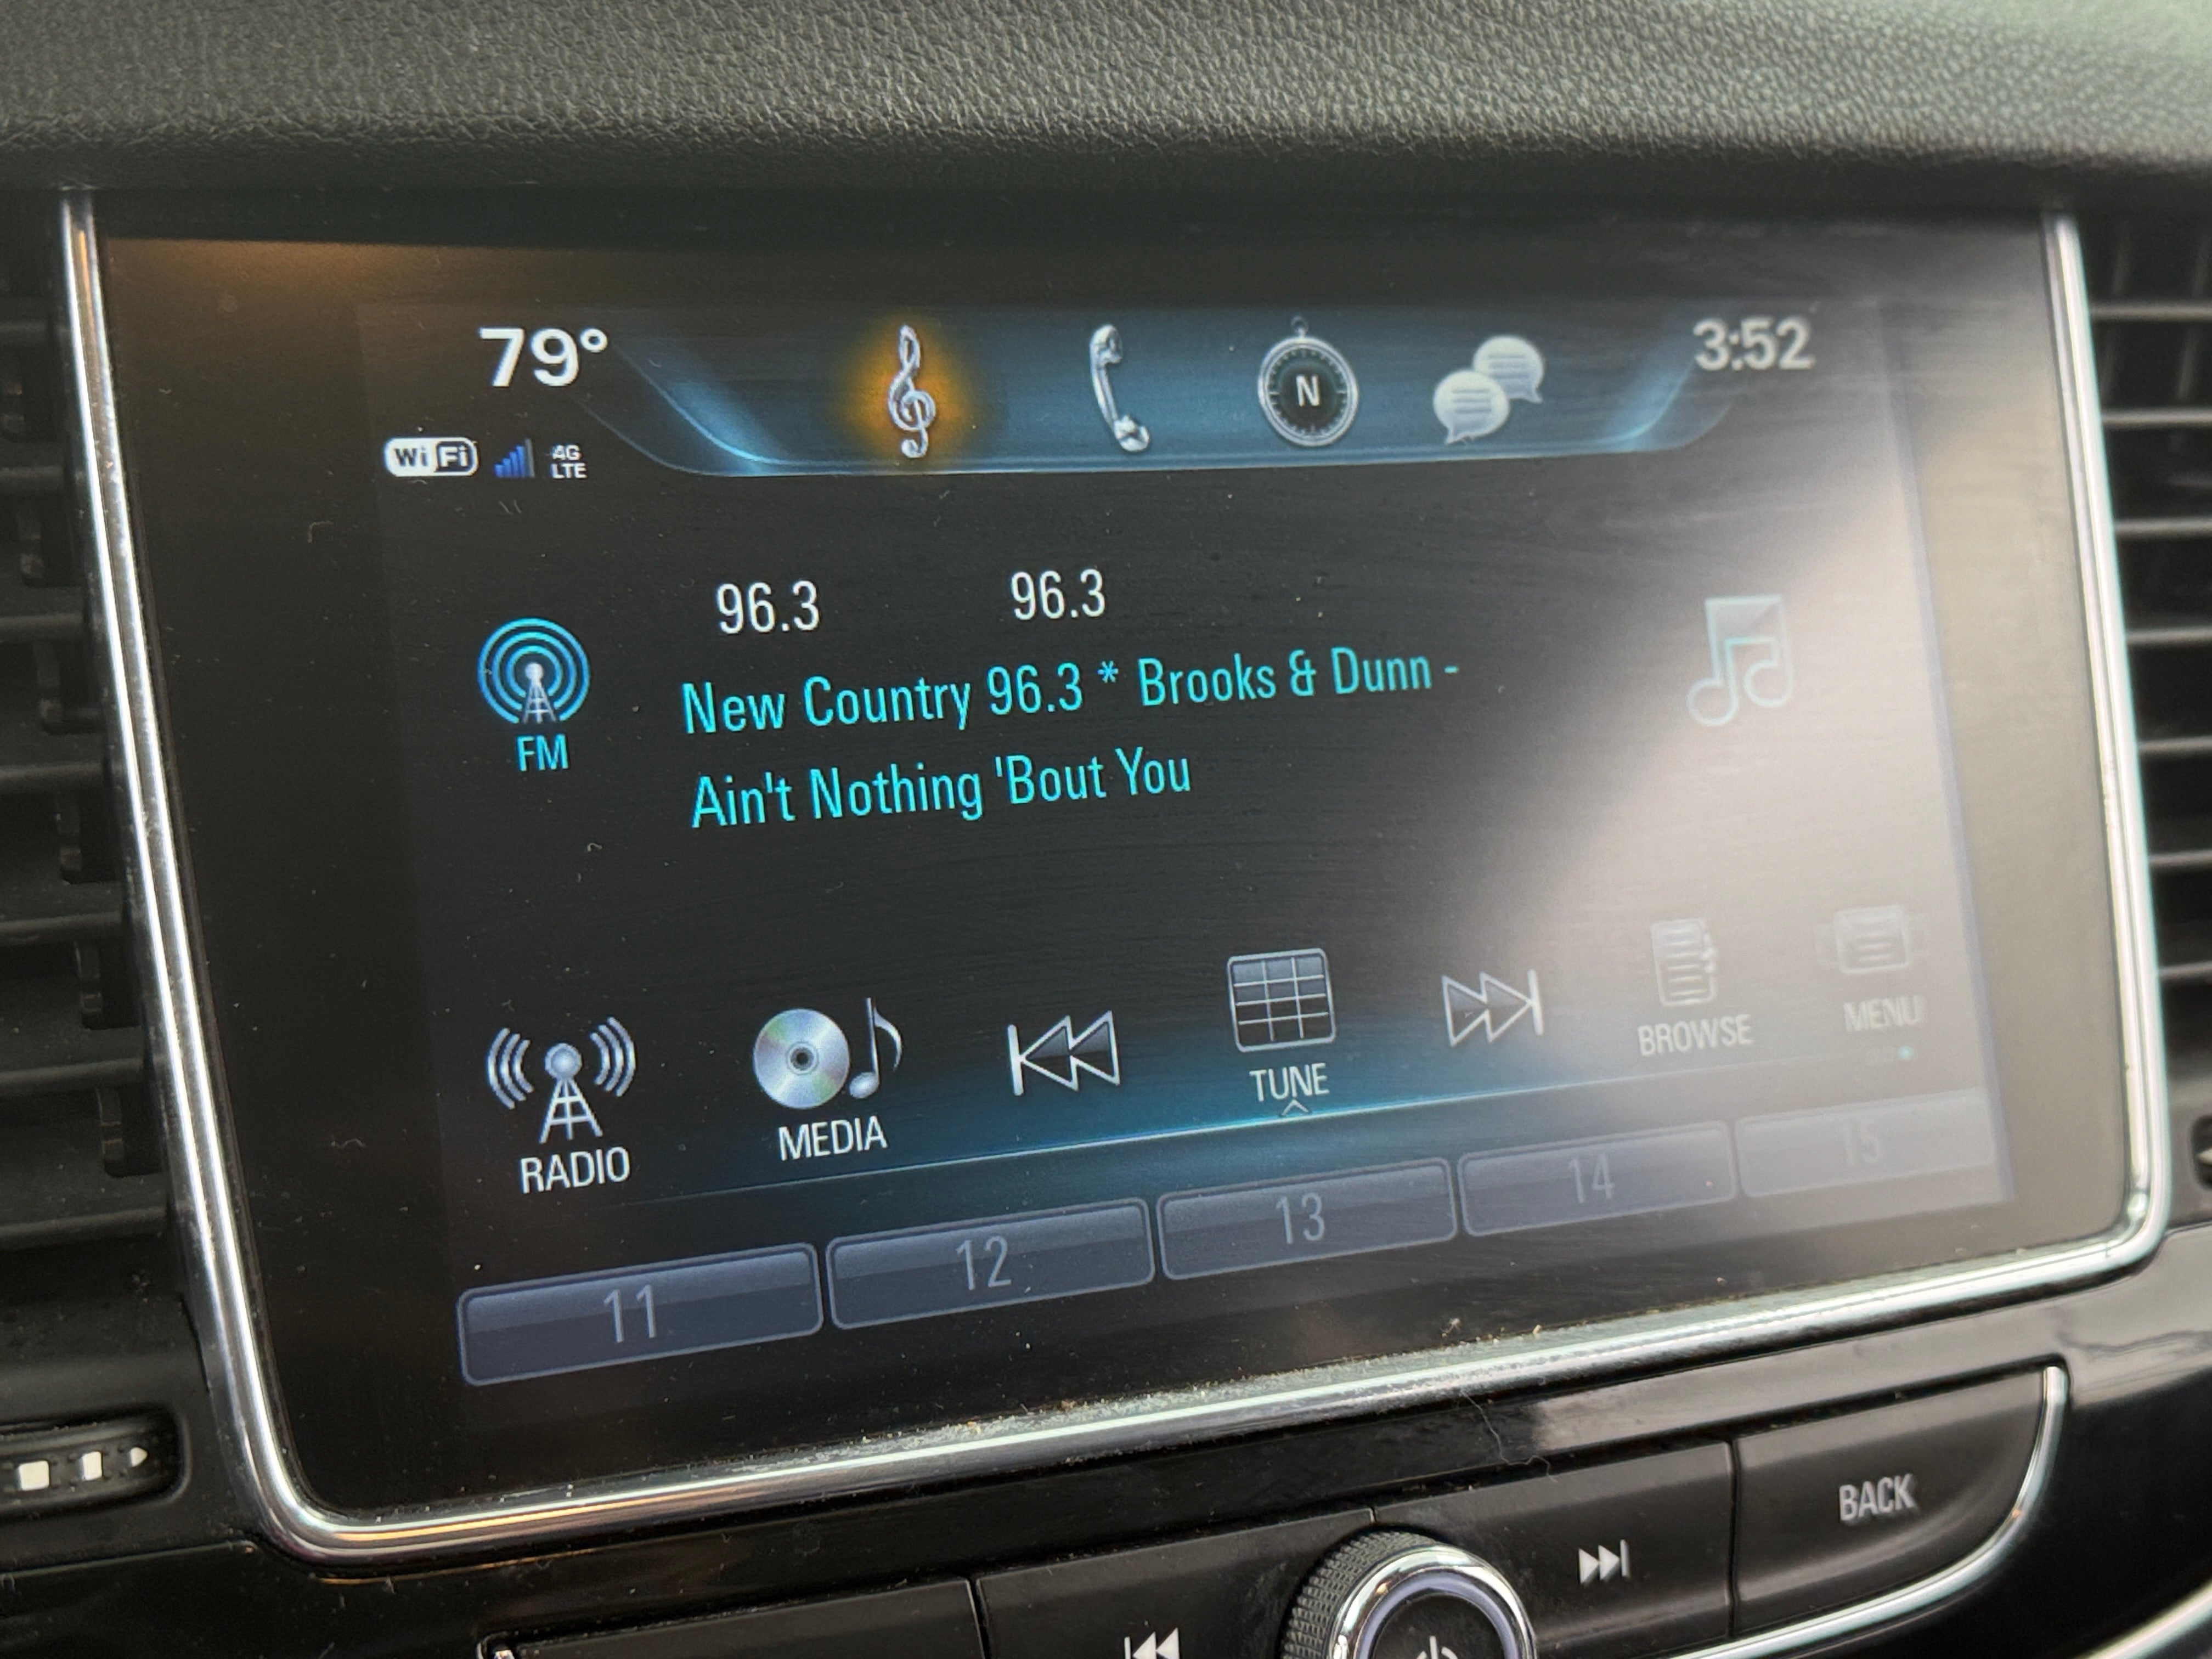 79°
3:52
N
WiFi 4G LTE
96.3 96.3
FM
New Country 96.3 * Brooks & Dunn -
Ain't Nothing 'Bout You
RADIO MEDIA TUNE BROWSE MENU
11 12 13 14 15
BACK